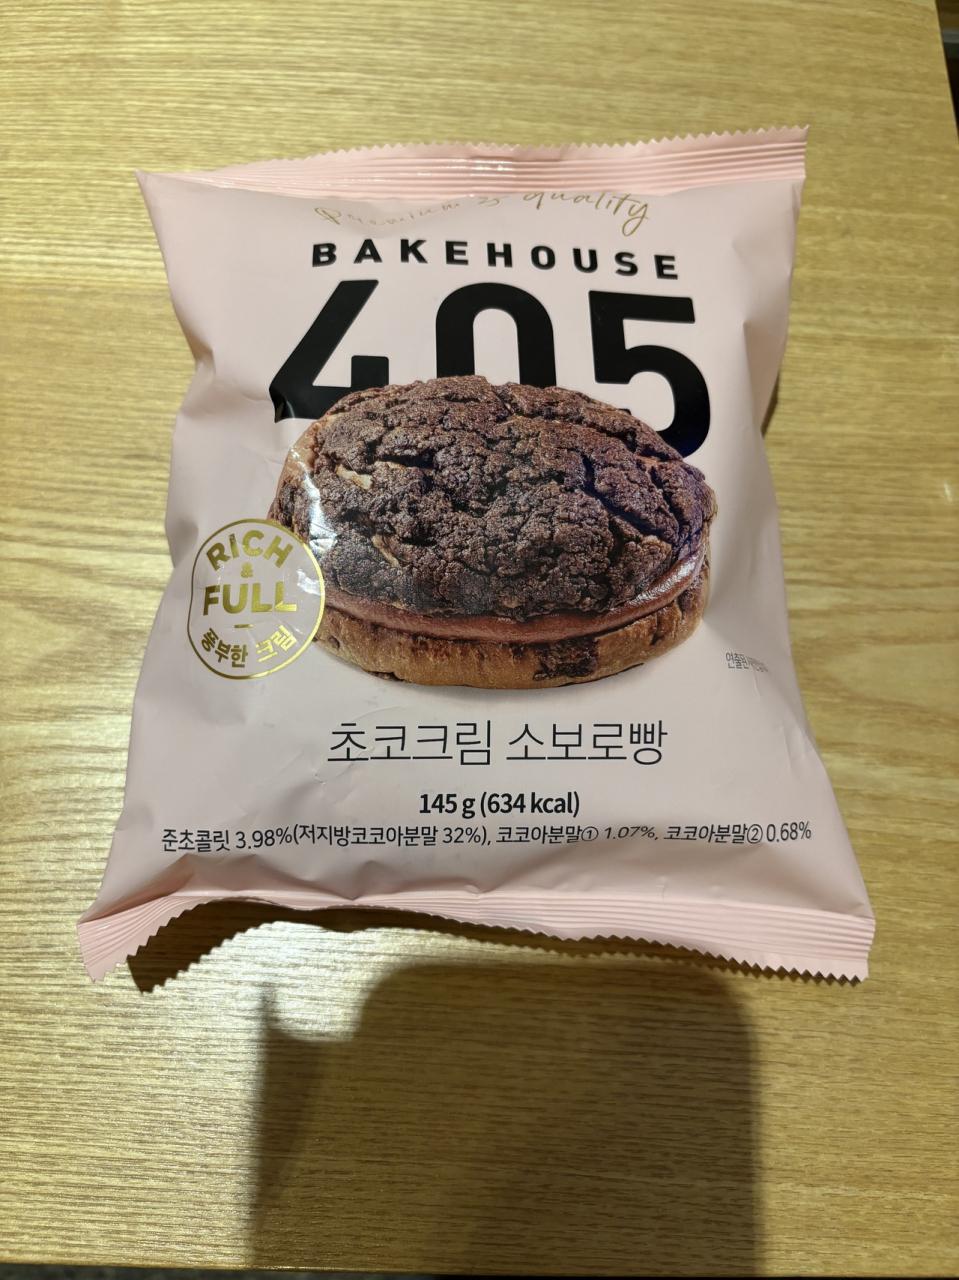 Premium & quality
BAKEHOUSE
405
RICH
&
FULL
풍부한 크림
초코크림 소보로빵
145 g (634 kcal)
준초콜릿 3.98%(저지방코코아분말 32%), 코코아분말① 1.07%, 코코아분말② 0.68%